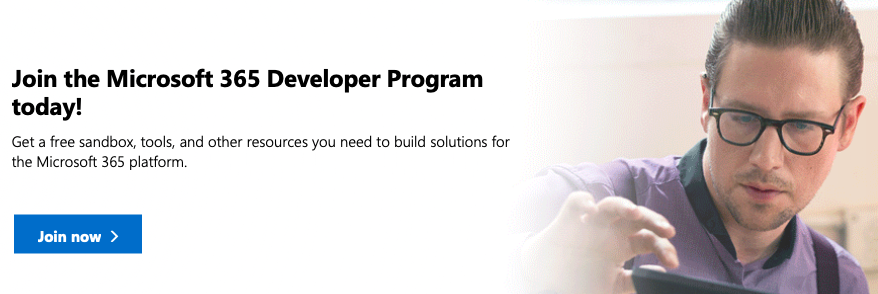 Join the Microsoft 365 Developer Program
today!
Get a free sandbox, tools, and other resources you need to build solutions for
the Microsoft 365 platform.
Join now